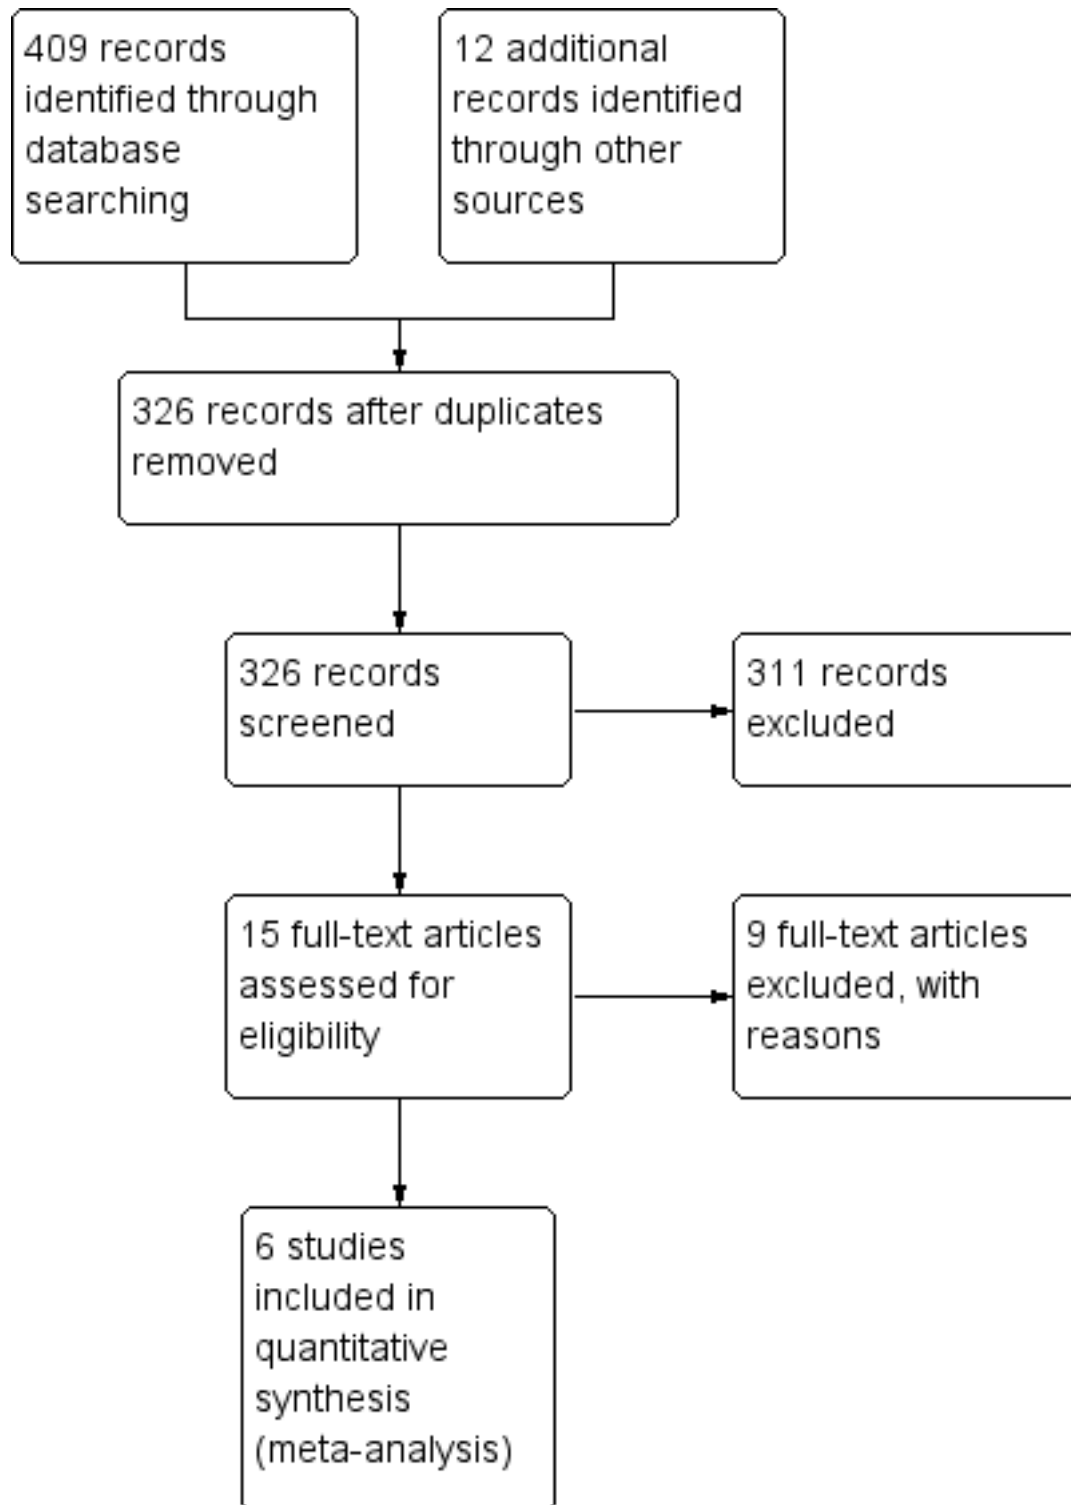 409 records
identified through
database
searching
12 additional
records identified
through other
sources
326 records after duplicates
removed
326 records
screened
311 records
excluded
15 full-text articles
assessed for
eligibility
9 full-text articles
excluded, with
reasons
6 studies
included in
quantitative
synthesis
(meta-analysis)